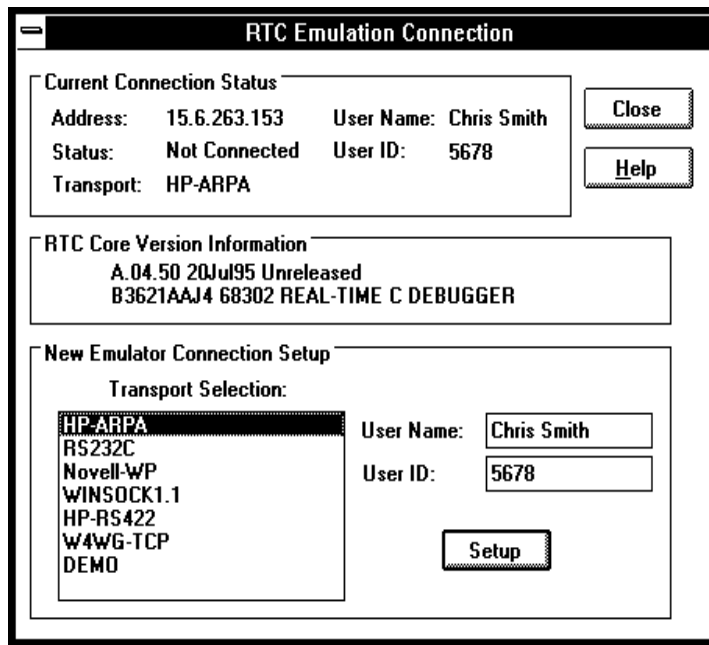 RTC Emulation Connection
Current Connection Status
Address: 15.6.263.153 User Name: Chris Smith
Status: Not Connected User ID: 5678
Transport: HP-ARPA
Close
Help
RTC Core Version Information
A.04.50 20Jul95 Unreleased
B3621AAJ4 68302 REAL-TIME C DEBUGGER
New Emulator Connection Setup
Transport Selection:
HP-ARPA
RS232C
Novell-WP
WINSOCK1.1
HP-RS422
W4WG-TCP
DEMO
User Name: Chris Smith
User ID: 5678
Setup